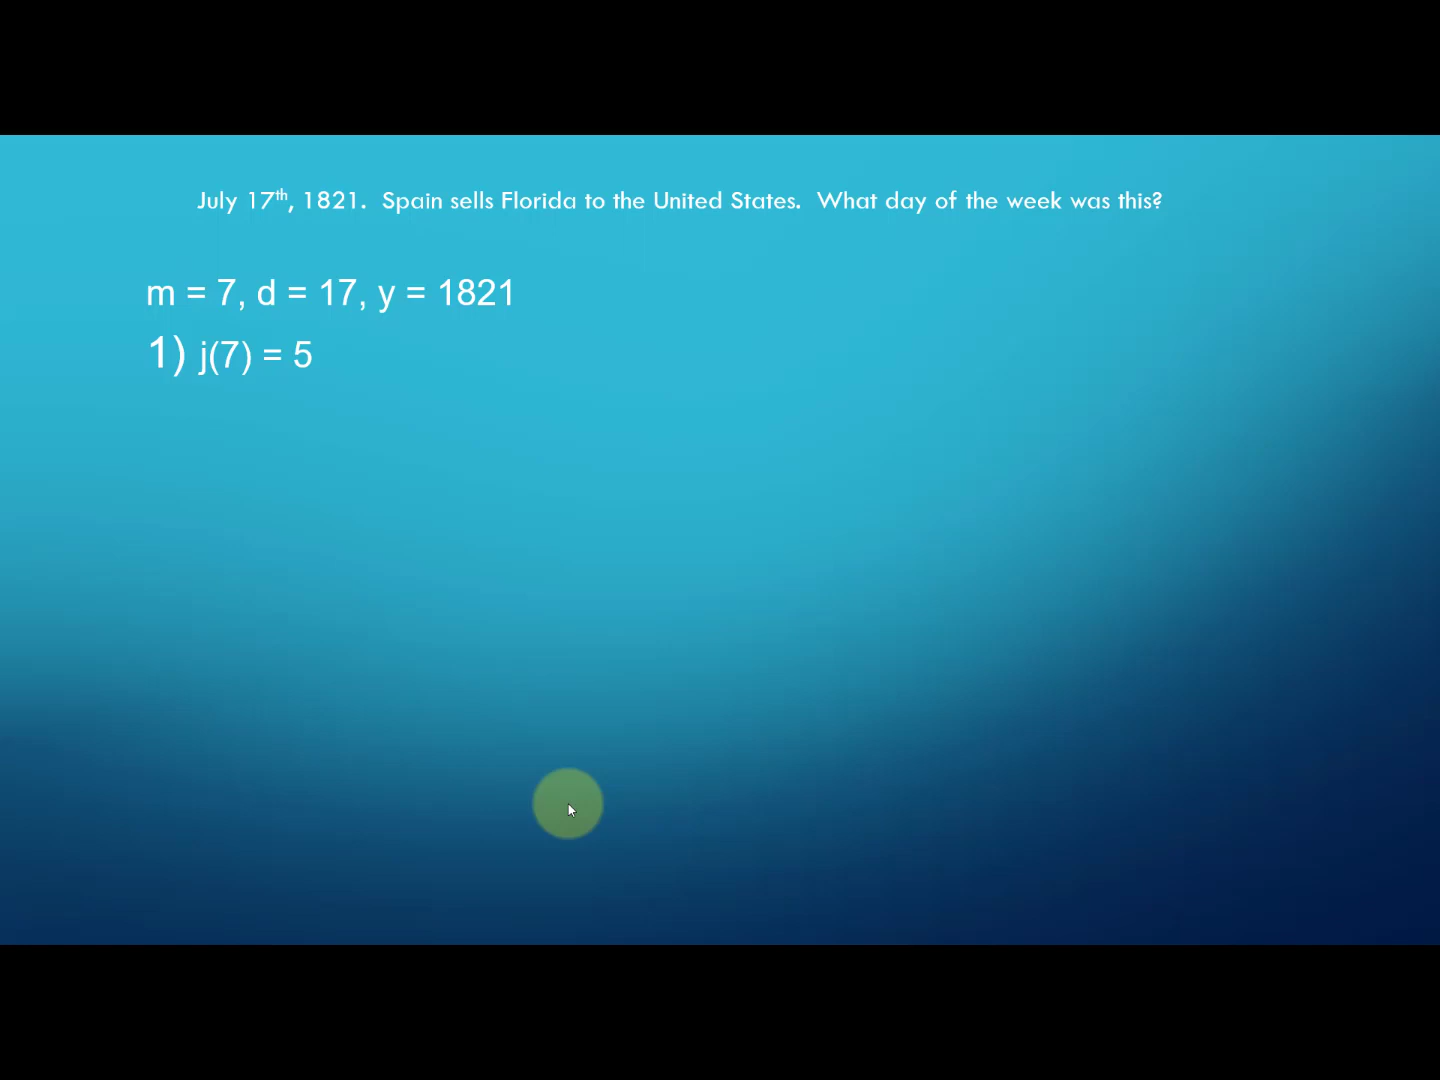 July 17th, 1821.  Spain sells Florida to the United States.  What day of the week was this?
m = 7, d = 17, y = 1821
1) j(7) = 5